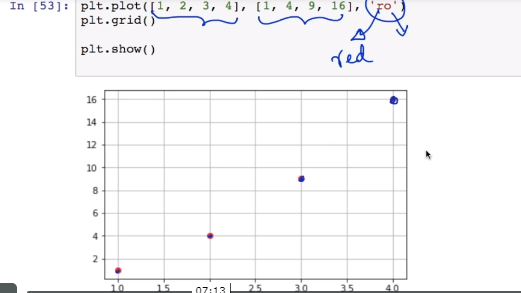 In [53]: plt.plot([1, 2, 3, 4], [1, 4, 9, 16], 'ro')
plt.grid()
plt.show()
red
16
14
12
10
8
6
4
2
1.0 1.5 2.5 3.0 3.5 4.0
07:13